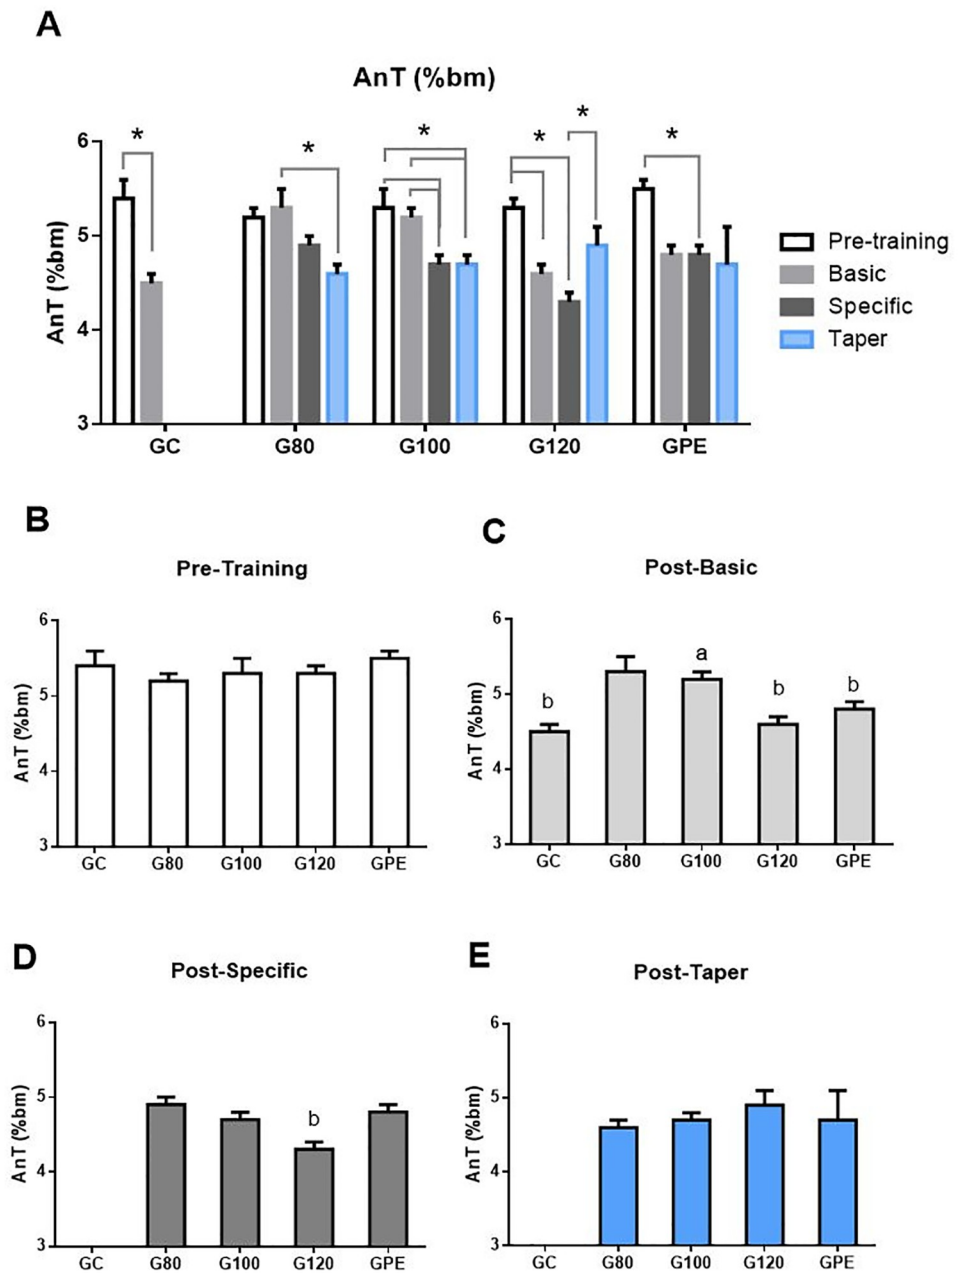 A
AnT (%bm)
* * * * * *
6
5
4
3
AnT (%bm)
GC G80 G100 G120 GPE
Pre-training
Basic
Specific
Taper
B
Pre-Training
6
5
4
3
AnT (%bm)
GC G80 G100 G120 GPE
C
Post-Basic
6
5
4
3
AnT (%bm)
b a b b
GC G80 G100 G120 GPE
D
Post-Specific
6
5
4
3
AnT (%bm)
b
GC G80 G100 G120 GPE
E
Post-Taper
6
5
4
3
AnT (%bm)
GC G80 G100 G120 GPE